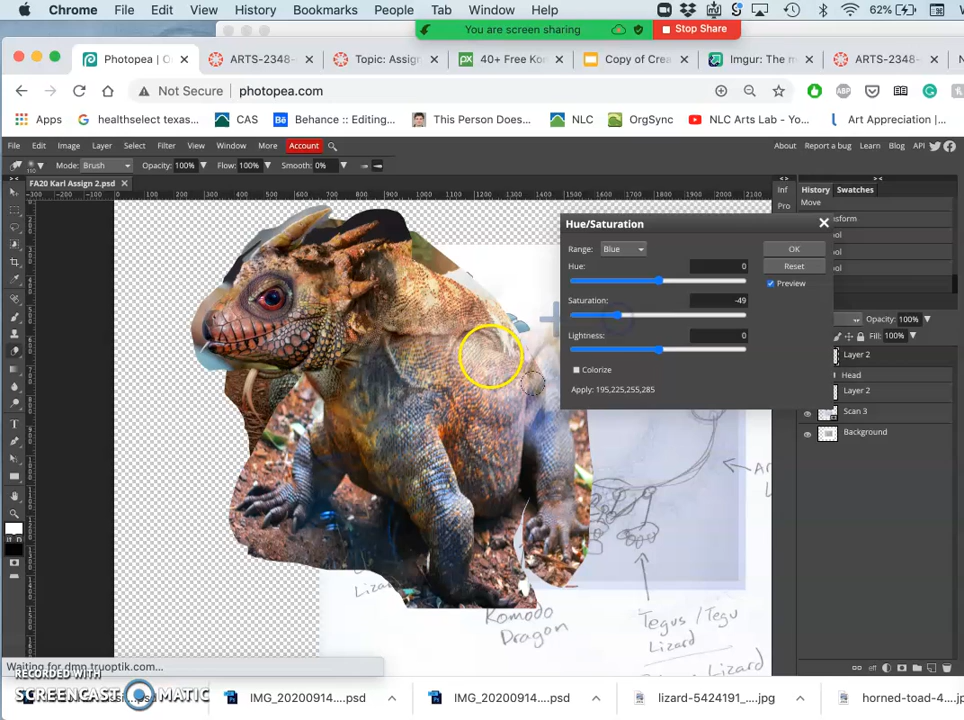 Chrome File Edit View History Bookmarks People Tab Window Help 62%
You are screen sharing Stop Share
Photopea | O ARTS-2348- Topic: Assign 40+ Free Kor Copy of Crea Imgur: The m ARTS-2348-
Not Secure photopea.com
Apps healthselect texas... CAS Behance :: Editing... This Person Does... NLC OrgSync NLC Arts Lab - Yo... Art Appreciation |...
File Edit Image Layer Select Filter View Window More Account About Report a bug Learn Blog API
Mode: Brush Opacity: 100% Flow: 100% Smooth: 0%
FA20 Karl Assign 2.psd
Inf History Swatches
Pro Move
Hue/Saturation
Range: Blue OK
Hue: 0 Reset
Preview
Saturation: -49
Lightness: 0
Colorize
Apply: 195,225,255,285
Opacity: 100%
Fill: 100%
Layer 2
Head
Layer 2
Scan 3
Background
Komodo
Dragon
Tegus / Tegu
Lizard
Lizard
Waiting for dmp.truoptik.com...
RECORDED WITH
SCREENCAST MATIC
IMG_20200914....psd IMG_20200914....psd lizard-5424191_....jpg horned-toad-4....jp